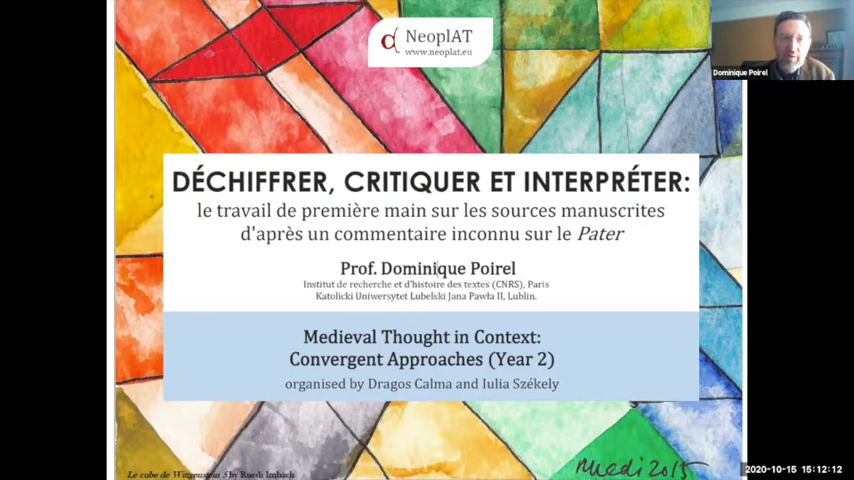 NeoplAT
www.neoplat.eu
Dominique Poirel
DÉCHIFFRER, CRITIQUER ET INTERPRÉTER:
le travail de première main sur les sources manuscrites
d'après un commentaire inconnu sur le Pater
Prof. Dominique Poirel
Institut de recherche et d'histoire des textes (CNRS), Paris
Katolicki Uniwersytet Lubelski Jana Pawła II, Lublin.
Medieval Thought in Context:
Convergent Approaches (Year 2)
organised by Dragos Calma and Iulia Székely
Le cube de Wittgenstein 5 by Ruedi Imbach
Ruedi 2015
2020-10-15 15:12:12